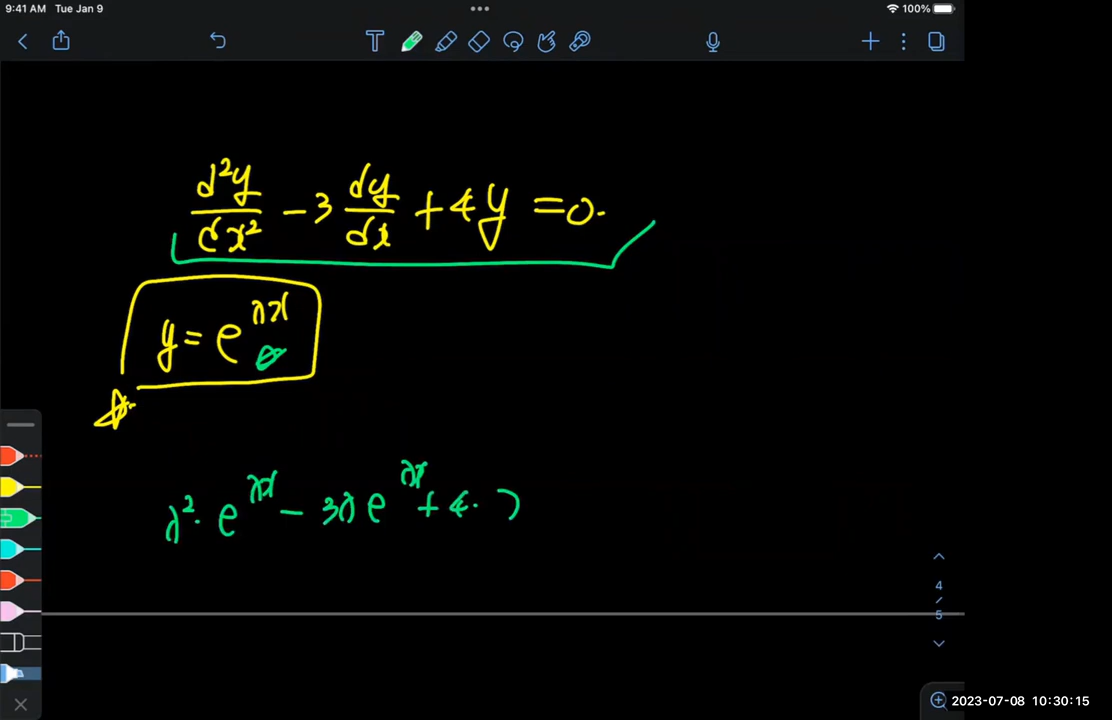 9:41 AM Tue Jan 9
100%
d²y/dx² - 3 dy/dx + 4y = 0.
y = e^λx
λ². e^λx - 3λ e^λx + 4.
4
/
5
2023-07-08 10:30:15